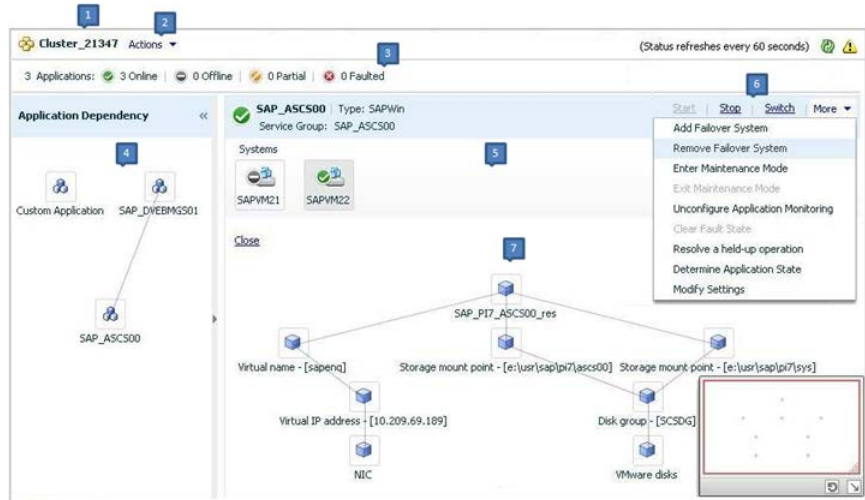 1
2
Cluster_21347 Actions
(Status refreshes every 60 seconds)
3
3 Applications: 3 Online | 0 Offline | 0 Partial | 0 Faulted
6
Application Dependency «
SAP_ASCS00 | Type: SAPWin
Service Group: SAP_ASCS00
Start | Stop | Switch | More
Add Failover System
Remove Failover System
Enter Maintenance Mode
Exit Maintenance Mode
Unconfigure Application Monitoring
Clear Fault State
Resolve a held-up operation
Determine Application State
Modify Settings
4
Custom Application
SAP_DVEBMGS01
SAP_ASCS00
Systems
5
SAPVM21
SAPVM22
Close
7
SAP_PI7_ASCS00_res
Virtual name - [sapenq]
Storage mount point - [e:\usr\sap\pi7\ascs00]
Storage mount point - [e:\usr\sap\pi7\sys]
Virtual IP address - [10.209.69.189]
Disk group - [SCSDG]
NIC
VMware disks